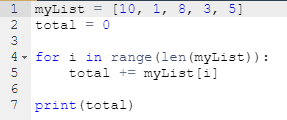 1 myList = [10, 1, 8, 3, 5]
2 total = 0
3
4 for i in range(len(myList)):
5     total += myList[i]
6
7 print(total)